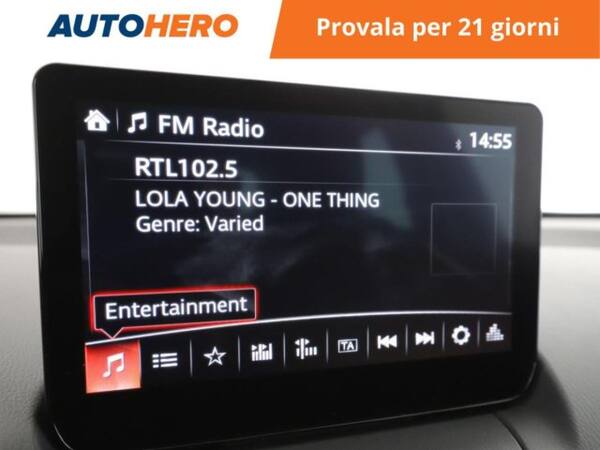 AUTOHERO
Provala per 21 giorni
FM Radio
14:55
RTL102.5
LOLA YOUNG - ONE THING
Genre: Varied
Entertainment
TA